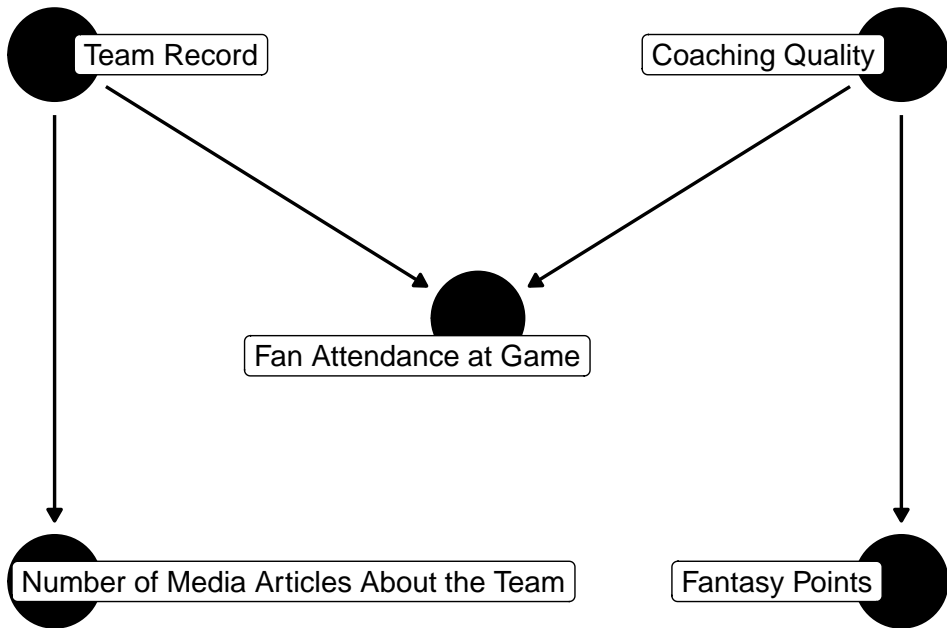 Team Record
Coaching Quality
Fan Attendance at Game
Number of Media Articles About the Team
Fantasy Points